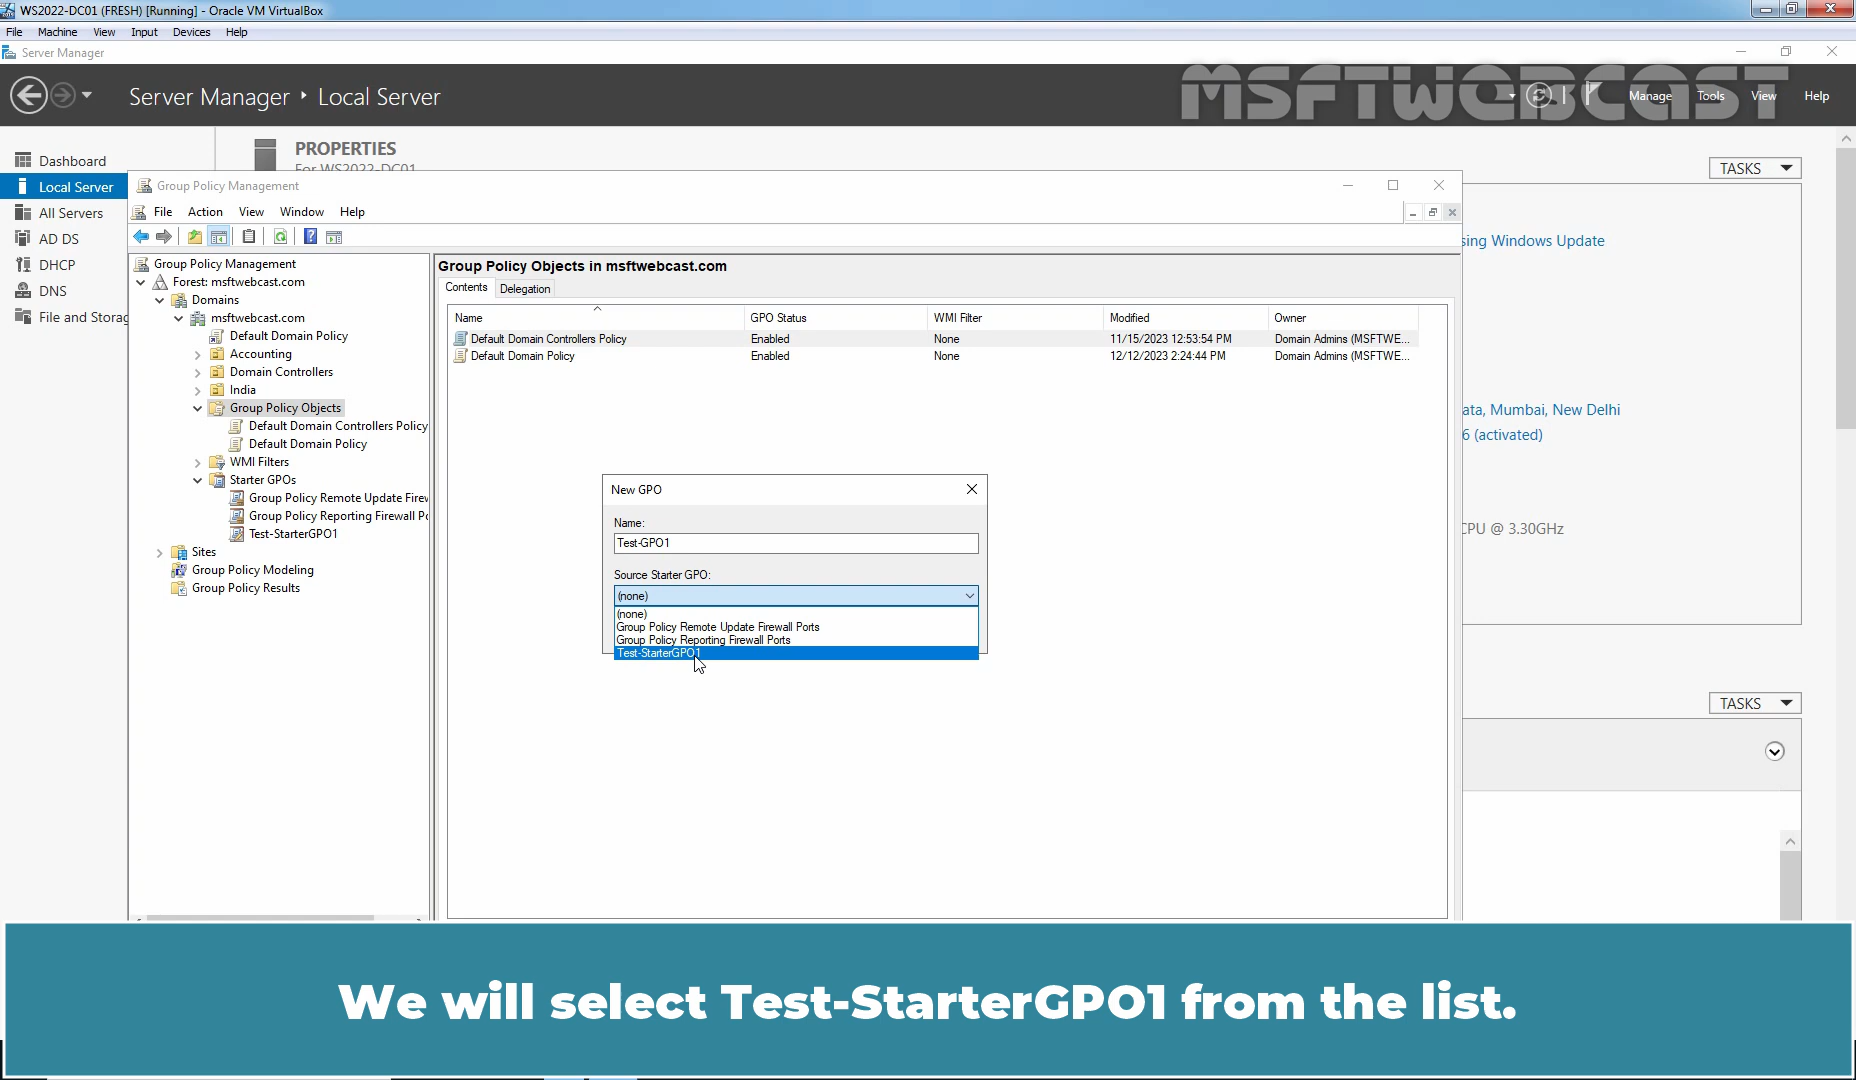 WS2022-DC01 (FRESH) [Running] - Oracle VM VirtualBox
File Machine View Input Devices Help
Server Manager
Server Manager ‣ Local Server
MSFTWEBCAST
Manage Tools View Help
Dashboard
Local Server
All Servers
AD DS
DHCP
DNS
File and Storag
PROPERTIES
For WS2022-DC01
TASKS
sing Windows Update
ata, Mumbai, New Delhi
6 (activated)
CPU @ 3.30GHz
TASKS
Group Policy Management
File Action View Window Help
Group Policy Management
Forest: msftwebcast.com
Domains
msftwebcast.com
Default Domain Policy
Accounting
Domain Controllers
India
Group Policy Objects
Default Domain Controllers Policy
Default Domain Policy
WMI Filters
Starter GPOs
Group Policy Remote Update Firew
Group Policy Reporting Firewall Po
Test-StarterGPO1
Sites
Group Policy Modeling
Group Policy Results
Group Policy Objects in msftwebcast.com
Contents Delegation
Name GPO Status WMI Filter Modified Owner
Default Domain Controllers Policy Enabled None 11/15/2023 12:53:54 PM Domain Admins (MSFTWE...
Default Domain Policy Enabled None 12/12/2023 2:24:44 PM Domain Admins (MSFTWE...
New GPO
Name:
Test-GPO1
Source Starter GPO:
(none)
(none)
Group Policy Remote Update Firewall Ports
Group Policy Reporting Firewall Ports
Test-StarterGPO1
We will select Test-StarterGPO1 from the list.